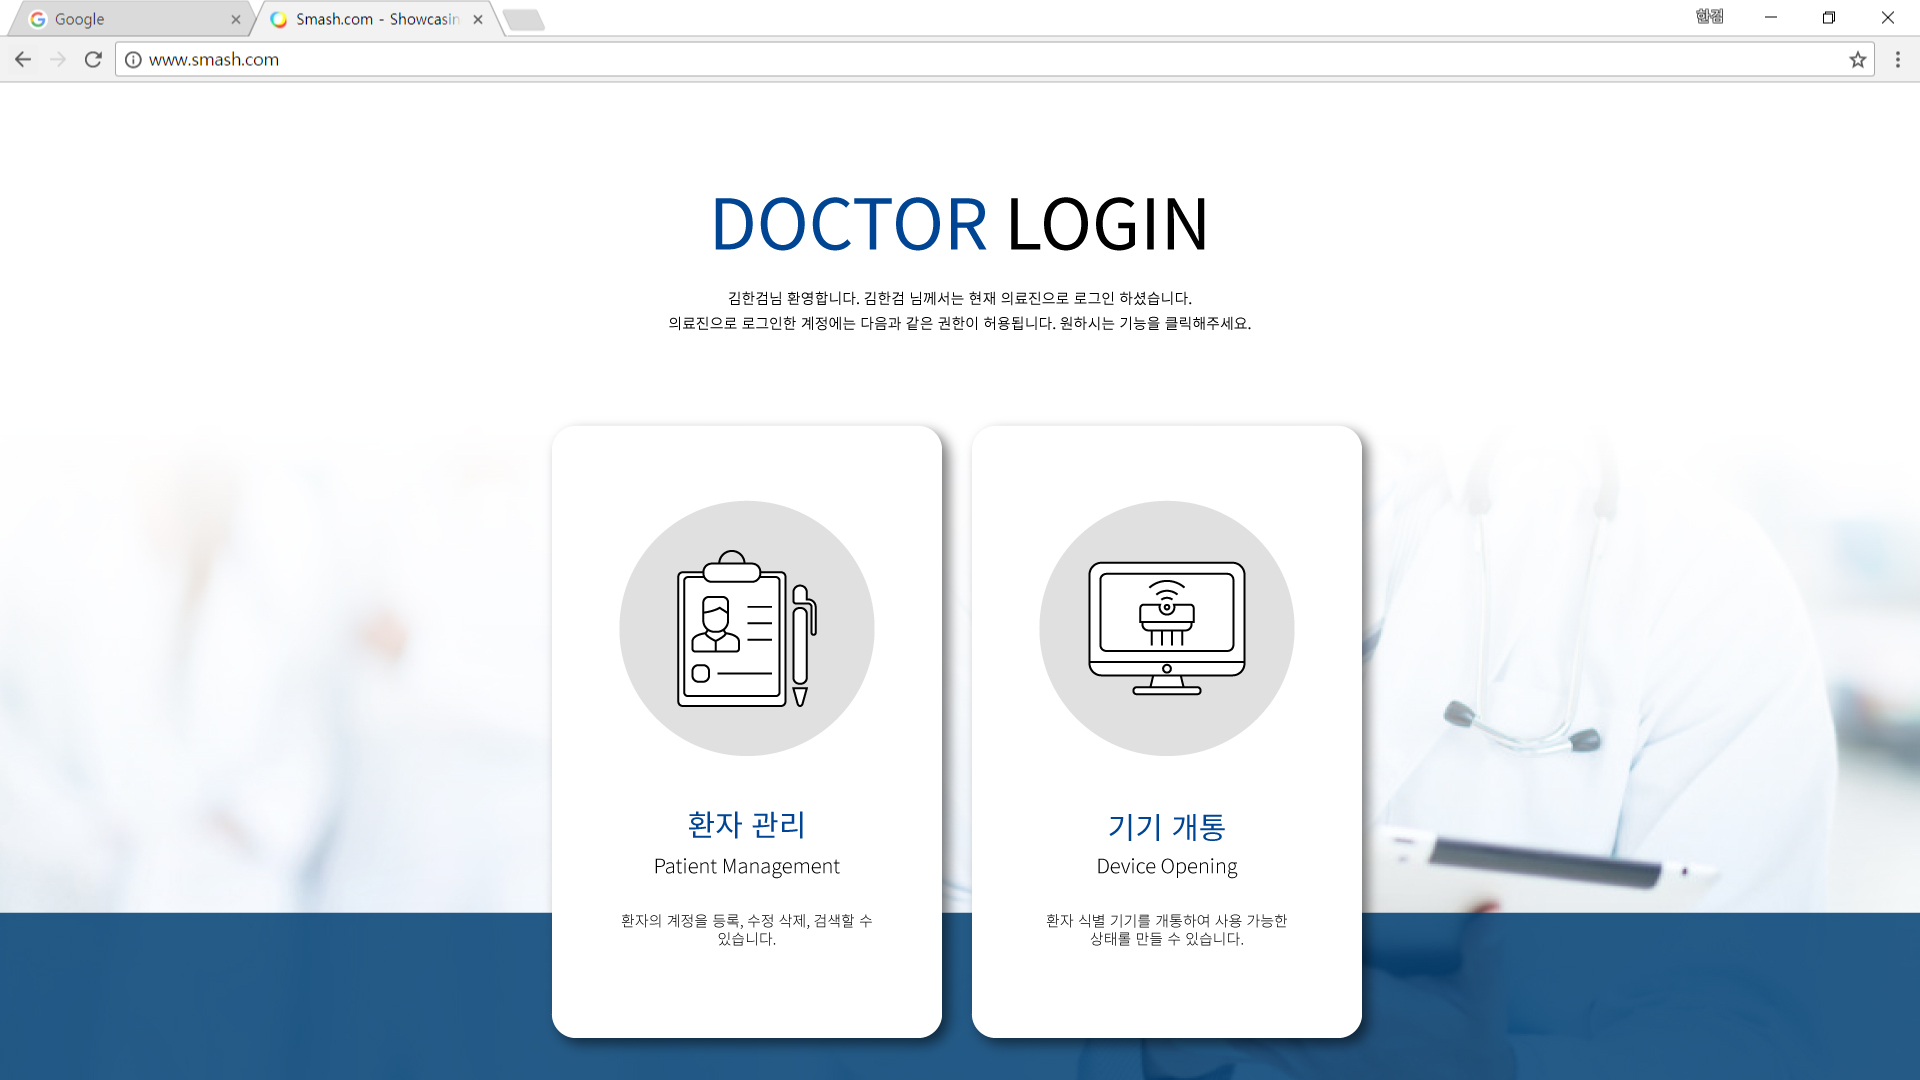 Google
Smash.com - Showcasin
한검
www.smash.com
DOCTOR LOGIN
김한검님 환영합니다. 김한검 님께서는 현재 의료진으로 로그인 하셨습니다.
의료진으로 로그인한 계정에는 다음과 같은 권한이 허용됩니다. 원하시는 기능을 클릭해주세요.
환자 관리
Patient Management
환자의 계정을 등록, 수정 삭제, 검색할 수
있습니다.
기기 개통
Device Opening
환자 식별 기기를 개통하여 사용 가능한
상태롤 만들 수 있습니다.